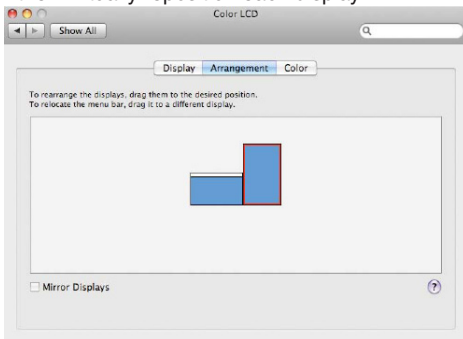 Color LCD
Show All
Display Arrangement Color
To rearrange the displays, drag them to the desired position.
To relocate the menu bar, drag it to a different display.
Mirror Displays
?